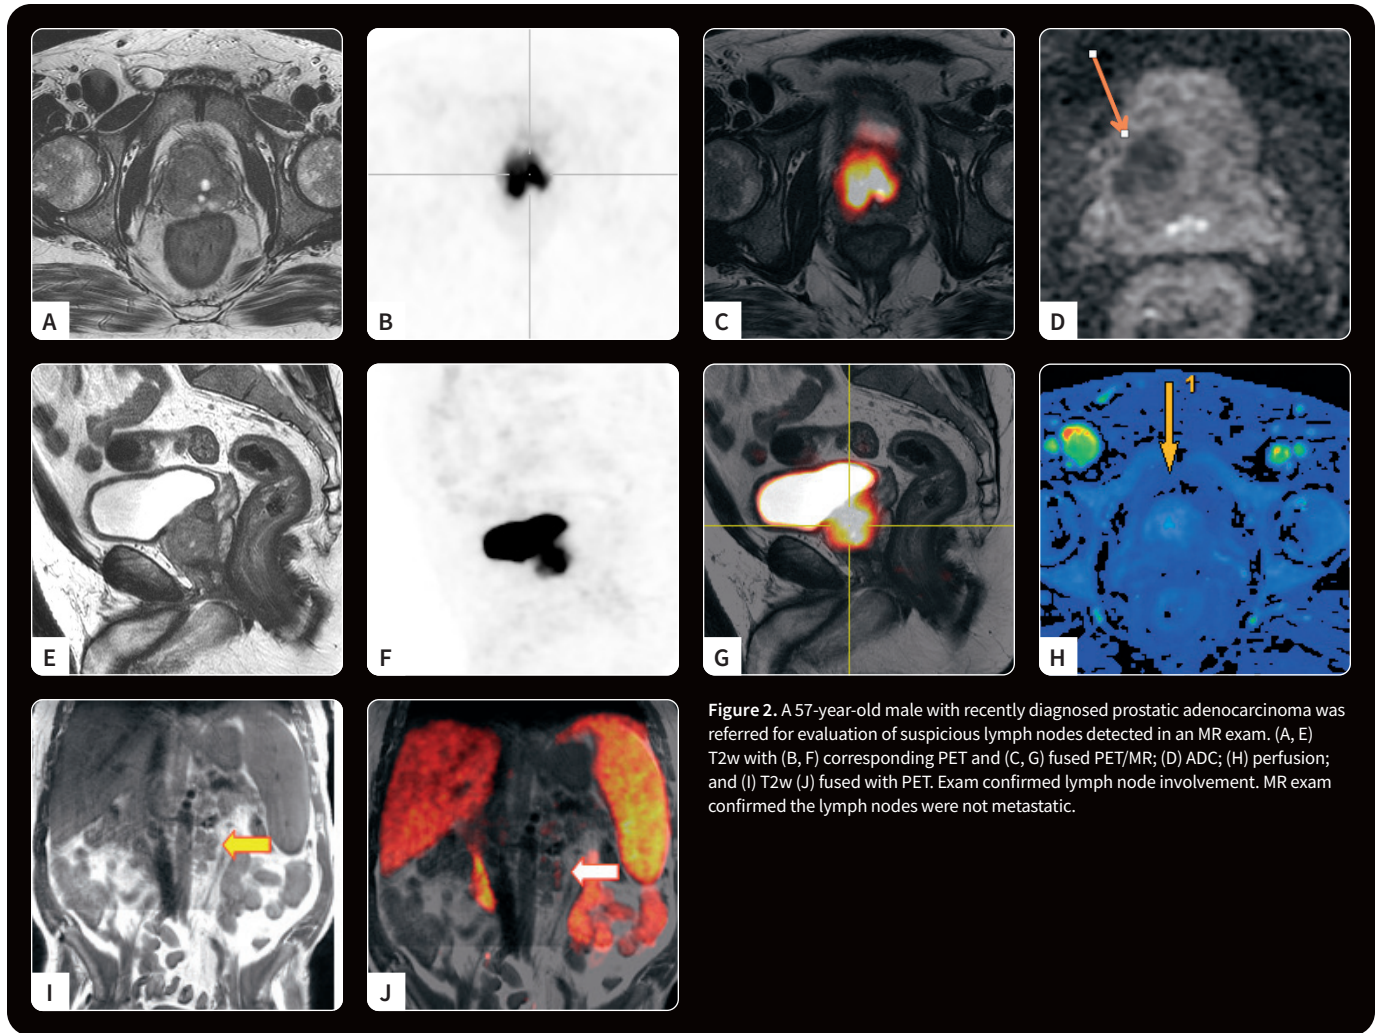 A
B
C
D
E
F
G
1
H
I
J
Figure 2. A 57-year-old male with recently diagnosed prostatic adenocarcinoma was
referred for evaluation of suspicious lymph nodes detected in an MR exam. (A, E)
T2w with (B, F) corresponding PET and (C, G) fused PET/MR; (D) ADC; (H) perfusion;
and (I) T2w (J) fused with PET. Exam confirmed lymph node involvement. MR exam
confirmed the lymph nodes were not metastatic.